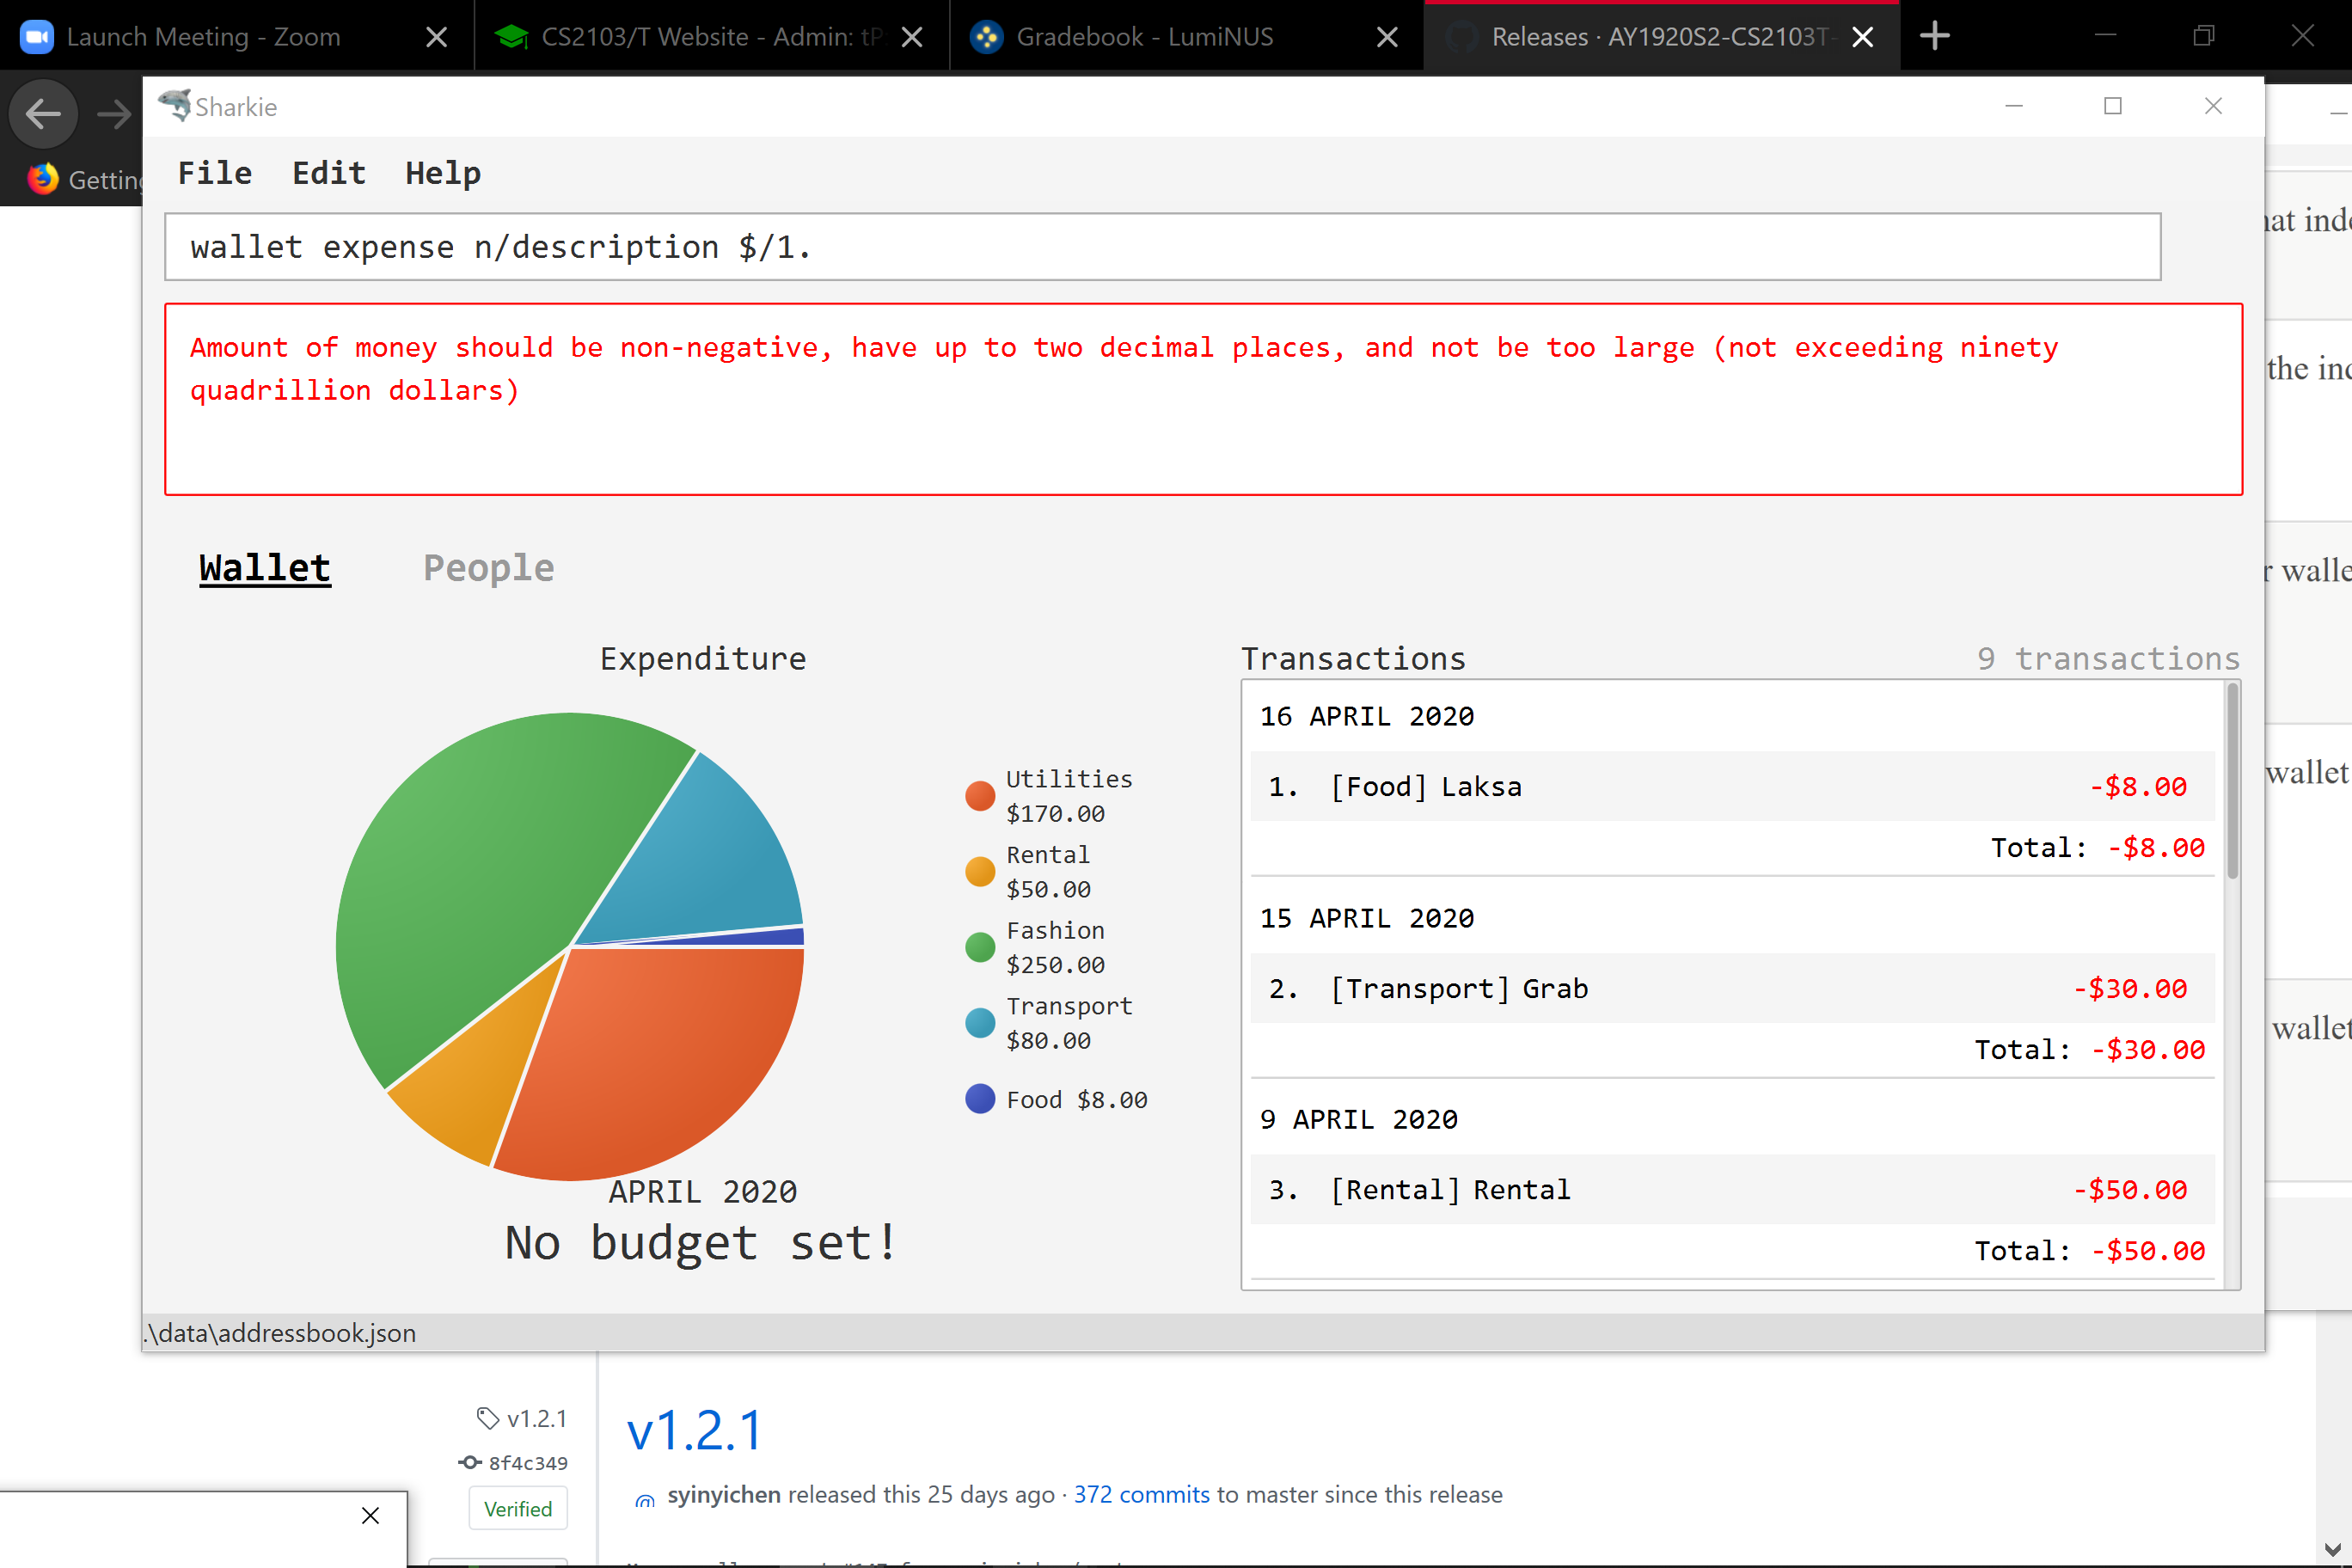 Launch Meeting - Zoom
CS2103/T Website - Admin: tP
Gradebook - LumiNUS
Releases · AY1920S2-CS2103T-
Getting
Sharkie
File Edit Help
wallet expense n/description $/1.
Amount of money should be non-negative, have up to two decimal places, and not be too large (not exceeding ninety
quadrillion dollars)
Wallet People
Expenditure
Utilities
$170.00
Rental
$50.00
Fashion
$250.00
Transport
$80.00
Food $8.00
APRIL 2020
No budget set!
Transactions 9 transactions
16 APRIL 2020
1. [Food] Laksa -$8.00
Total: -$8.00
15 APRIL 2020
2. [Transport] Grab -$30.00
Total: -$30.00
9 APRIL 2020
3. [Rental] Rental -$50.00
Total: -$50.00
.\data\addressbook.json
hat inde
the ind
r walle
wallet
wallet
v1.2.1
8f4c349
Verified
v1.2.1
syinyichen released this 25 days ago · 372 commits to master since this release